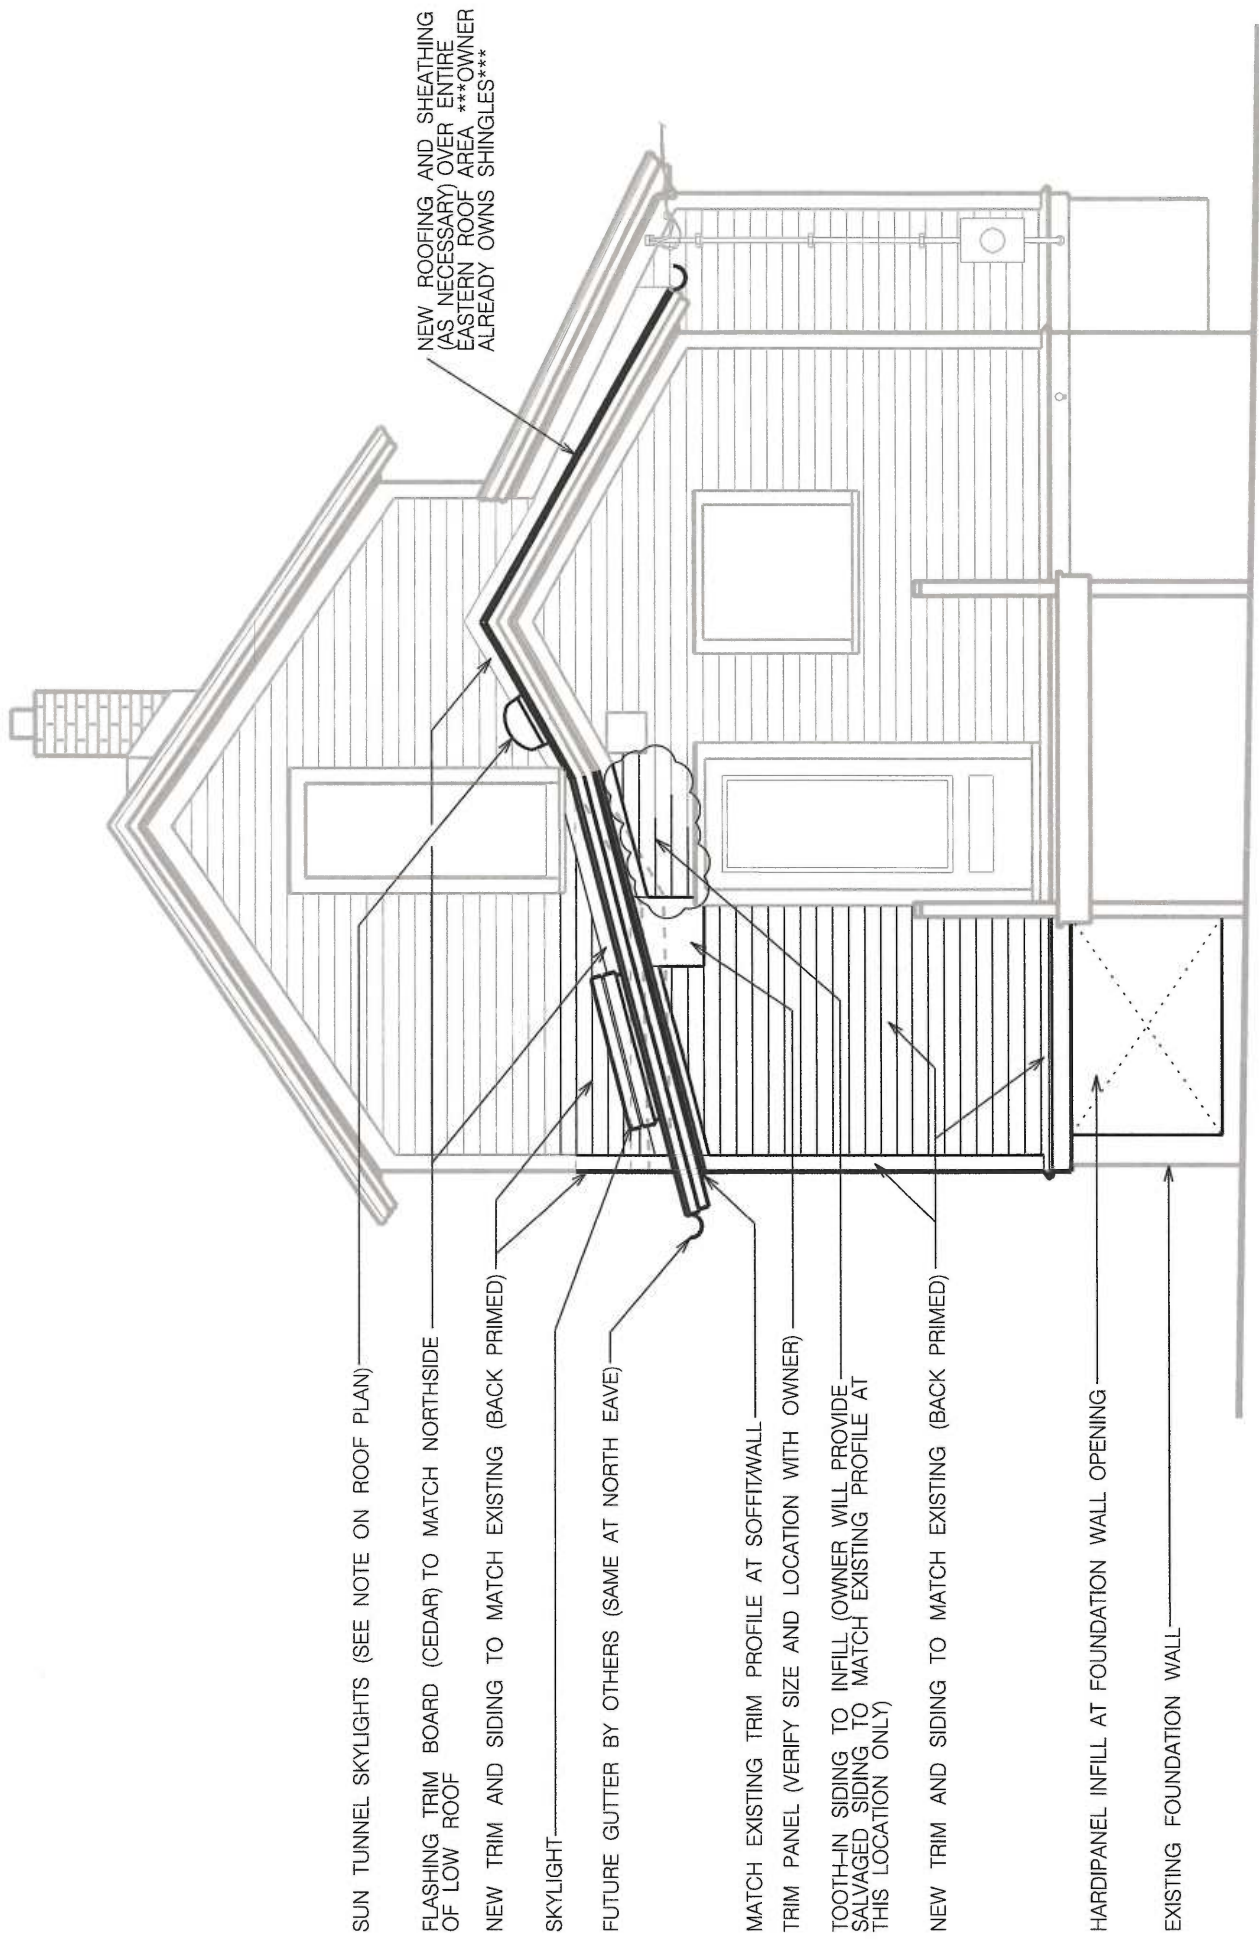 NEW ROOFING AND SHEATHING
(AS NECESSARY) OVER ENTIRE
EASTERN ROOF AREA ***OWNER
ALREADY OWNS SHINGLES***
SUN TUNNEL SKYLIGHTS (SEE NOTE ON ROOF PLAN)
FLASHING TRIM BOARD (CEDAR) TO MATCH NORTHSIDE
OF LOW ROOF
NEW TRIM AND SIDING TO MATCH EXISTING (BACK PRIMED)
SKYLIGHT
FUTURE GUTTER BY OTHERS (SAME AT NORTH EAVE)
MATCH EXISTING TRIM PROFILE AT SOFFIT/WALL
TRIM PANEL (VERIFY SIZE AND LOCATION WITH OWNER)
TOOTH-IN SIDING TO INFILL (OWNER WILL PROVIDE
SALVAGED SIDING TO MATCH EXISTING PROFILE AT
THIS LOCATION ONLY)
NEW TRIM AND SIDING TO MATCH EXISTING (BACK PRIMED)
HARDIPANEL INFILL AT FOUNDATION WALL OPENING
EXISTING FOUNDATION WALL